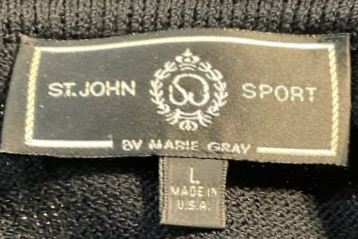 ST. JOHN SPORT
BY MARIE GRAY
L
MADE IN
U.S.A.